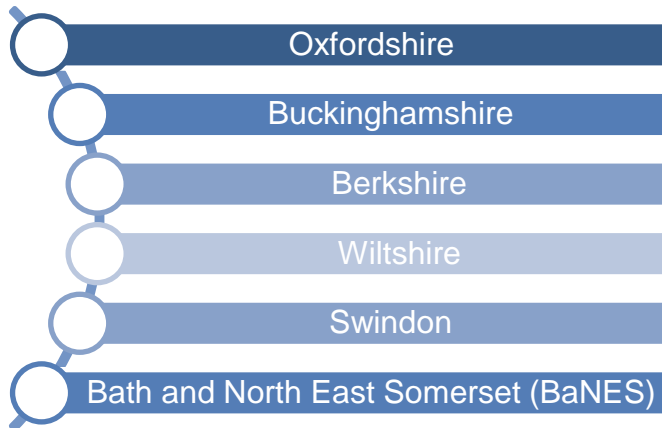 Oxfordshire
Buckinghamshire
Berkshire
Wiltshire
Swindon
Bath and North East Somerset (BaNES)